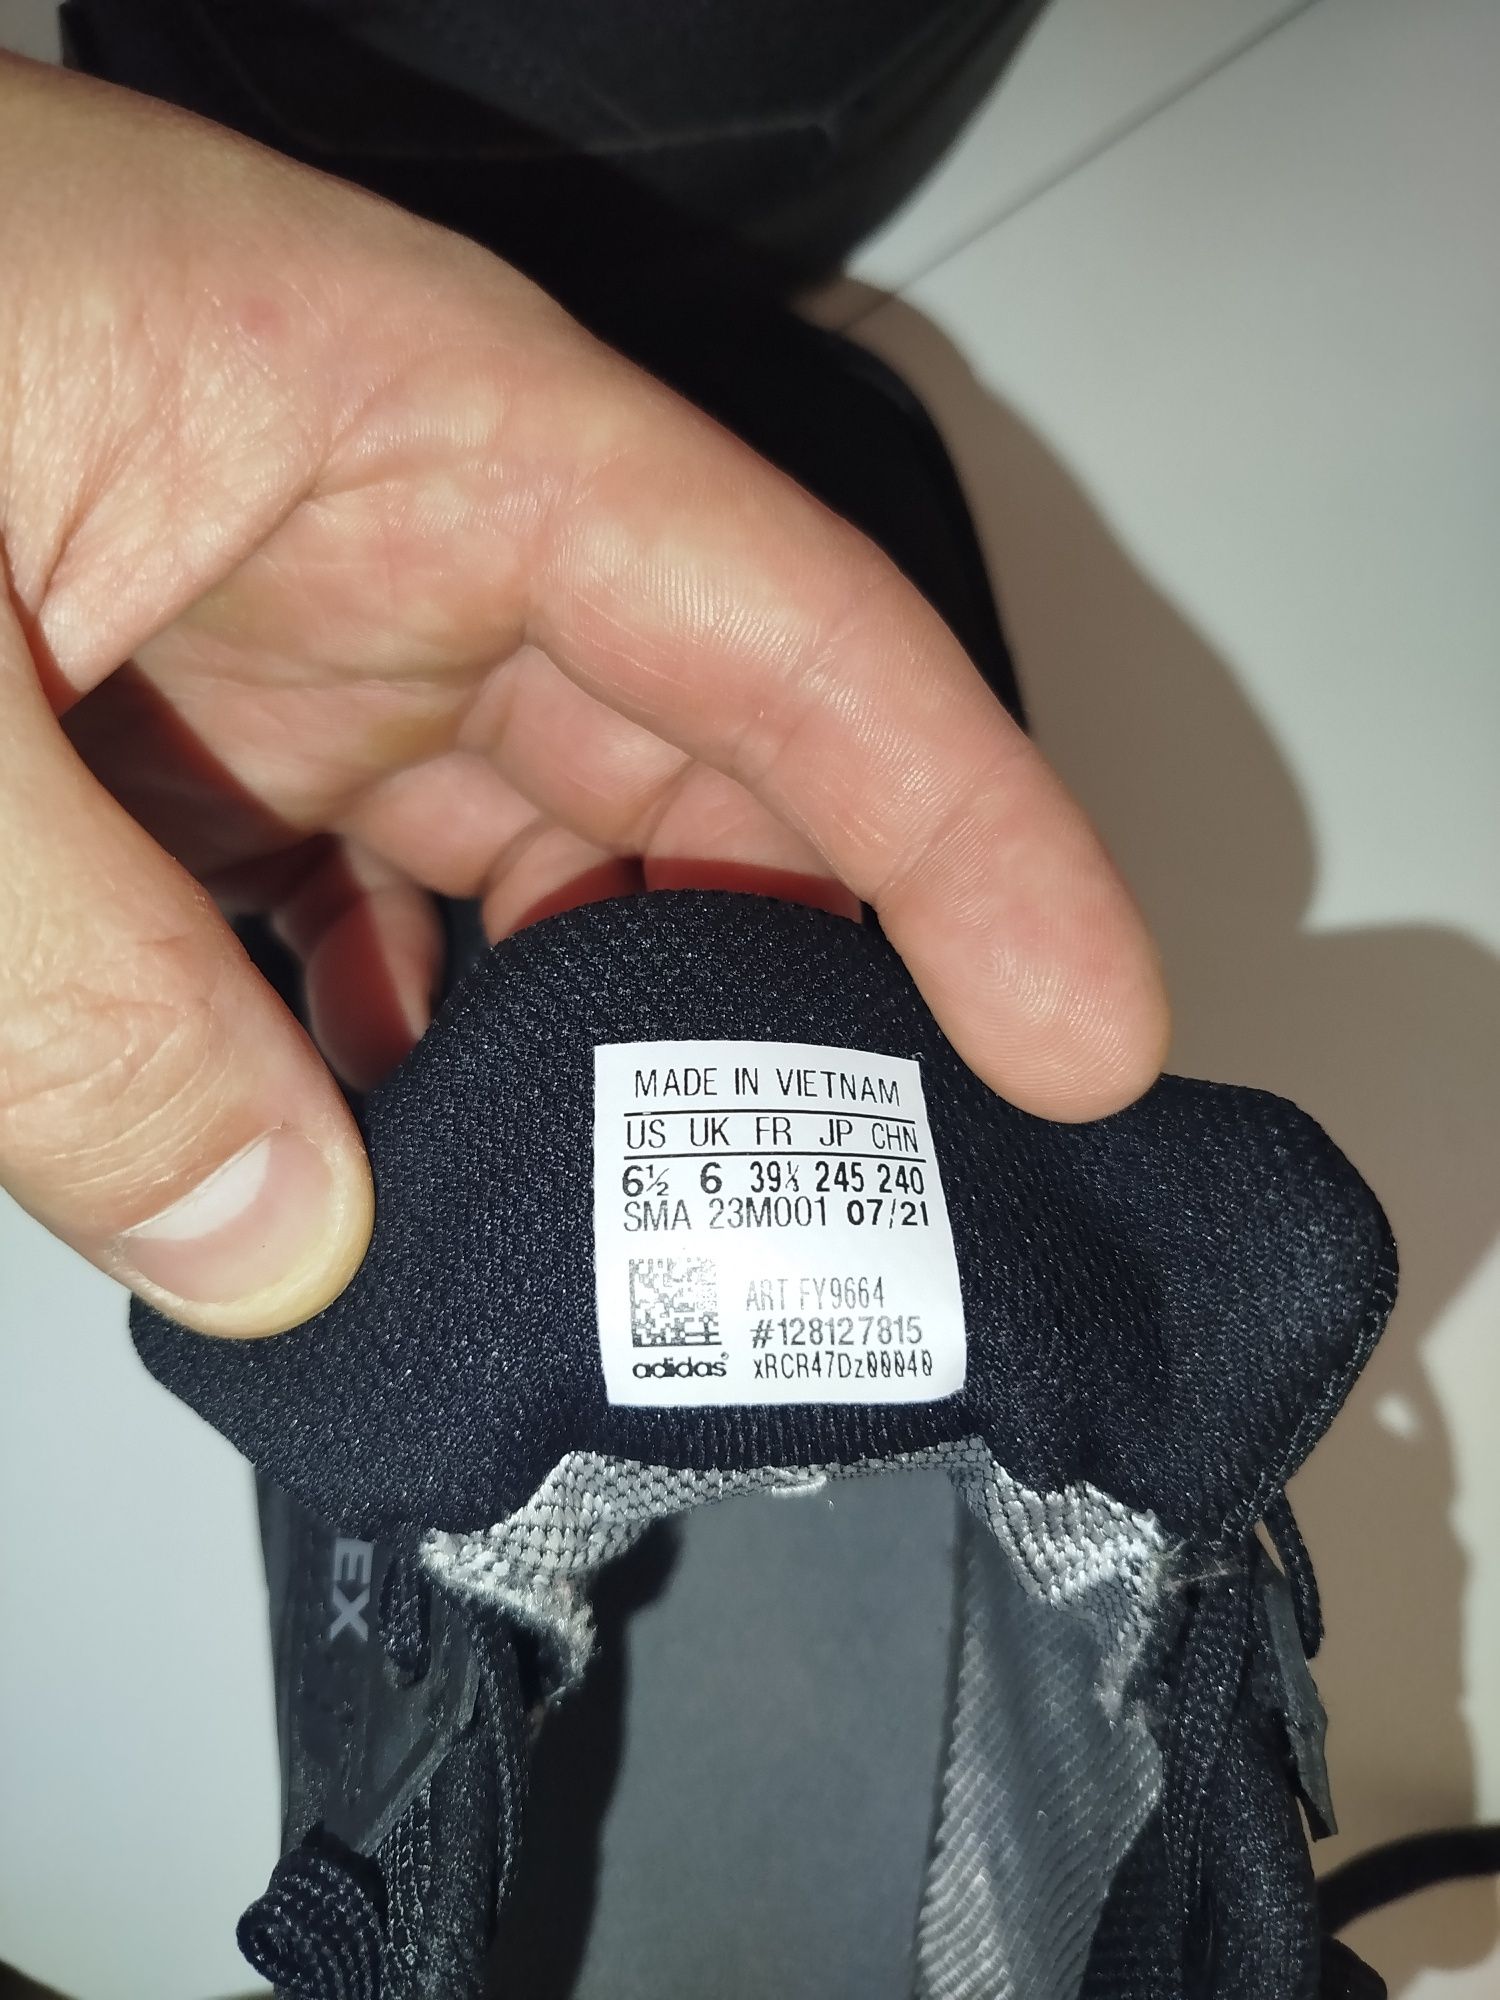 MADE IN VIETNAM
US UK FR JP CHN
6½ 6 39⅓ 245 240
SMA 23M001 07/21
ART FY9664
#128127815
adidas® xRCR47Dz00040
EX